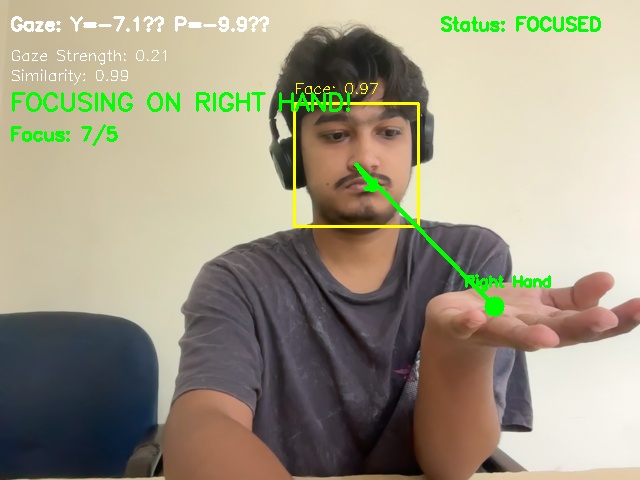 Gaze: Y=-7.1?? P=-9.9??
Status: FOCUSED
Gaze Strength: 0.21
Similarity: 0.99
Face: 0.97
FOCUSING ON RIGHT HAND!
Focus: 7/5
Right Hand